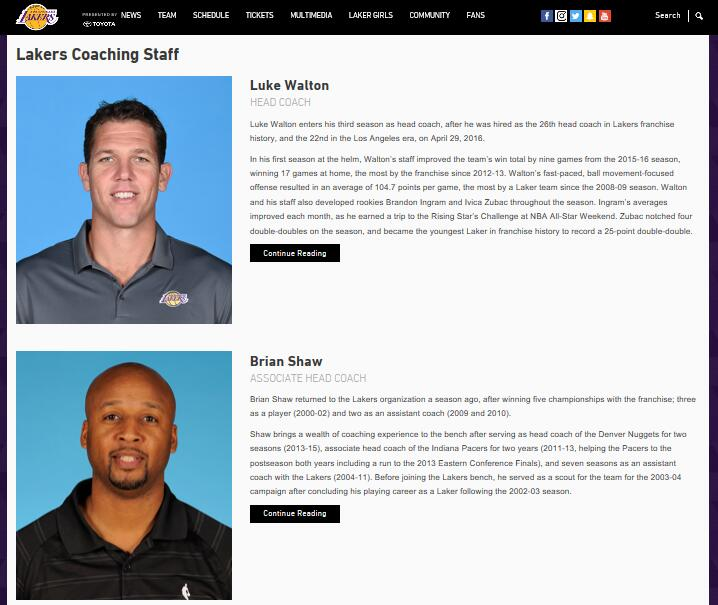 LAKERS
PRESENTED BY
TOYOTA
NEWS TEAM SCHEDULE TICKETS MULTIMEDIA LAKER GIRLS COMMUNITY FANS
Search
Lakers Coaching Staff
Luke Walton
HEAD COACH
Luke Walton enters his third season as head coach, after he was hired as the 26th head coach in Lakers franchise
history, and the 22nd in the Los Angeles era, on April 29, 2016.
In his first season at the helm, Walton's staff improved the team's win total by nine games from the 2015-16 season,
winning 17 games at home, the most by the franchise since 2012-13. Walton's fast-paced, ball movement-focused
offense resulted in an average of 104.7 points per game, the most by a Laker team since the 2008-09 season. Walton
and his staff also developed rookies Brandon Ingram and Ivica Zubac throughout the season. Ingram's averages
improved each month, as he earned a trip to the Rising Star's Challenge at NBA All-Star Weekend. Zubac notched four
double-doubles on the season, and became the youngest Laker in franchise history to record a 25-point double-double.
Continue Reading
LAKERS
Brian Shaw
ASSOCIATE HEAD COACH
Brian Shaw returned to the Lakers organization a season ago, after winning five championships with the franchise; three
as a player (2000-02) and two as an assistant coach (2009 and 2010).
Shaw brings a wealth of coaching experience to the bench after serving as head coach of the Denver Nuggets for two
seasons (2013-15), associate head coach of the Indiana Pacers for two years (2011-13, helping the Pacers to the
postseason both years including a run to the 2013 Eastern Conference Finals), and seven seasons as an assistant
coach with the Lakers (2004-11). Before joining the Lakers bench, he served as a scout for the team for the 2003-04
campaign after concluding his playing career as a Laker following the 2002-03 season.
Continue Reading